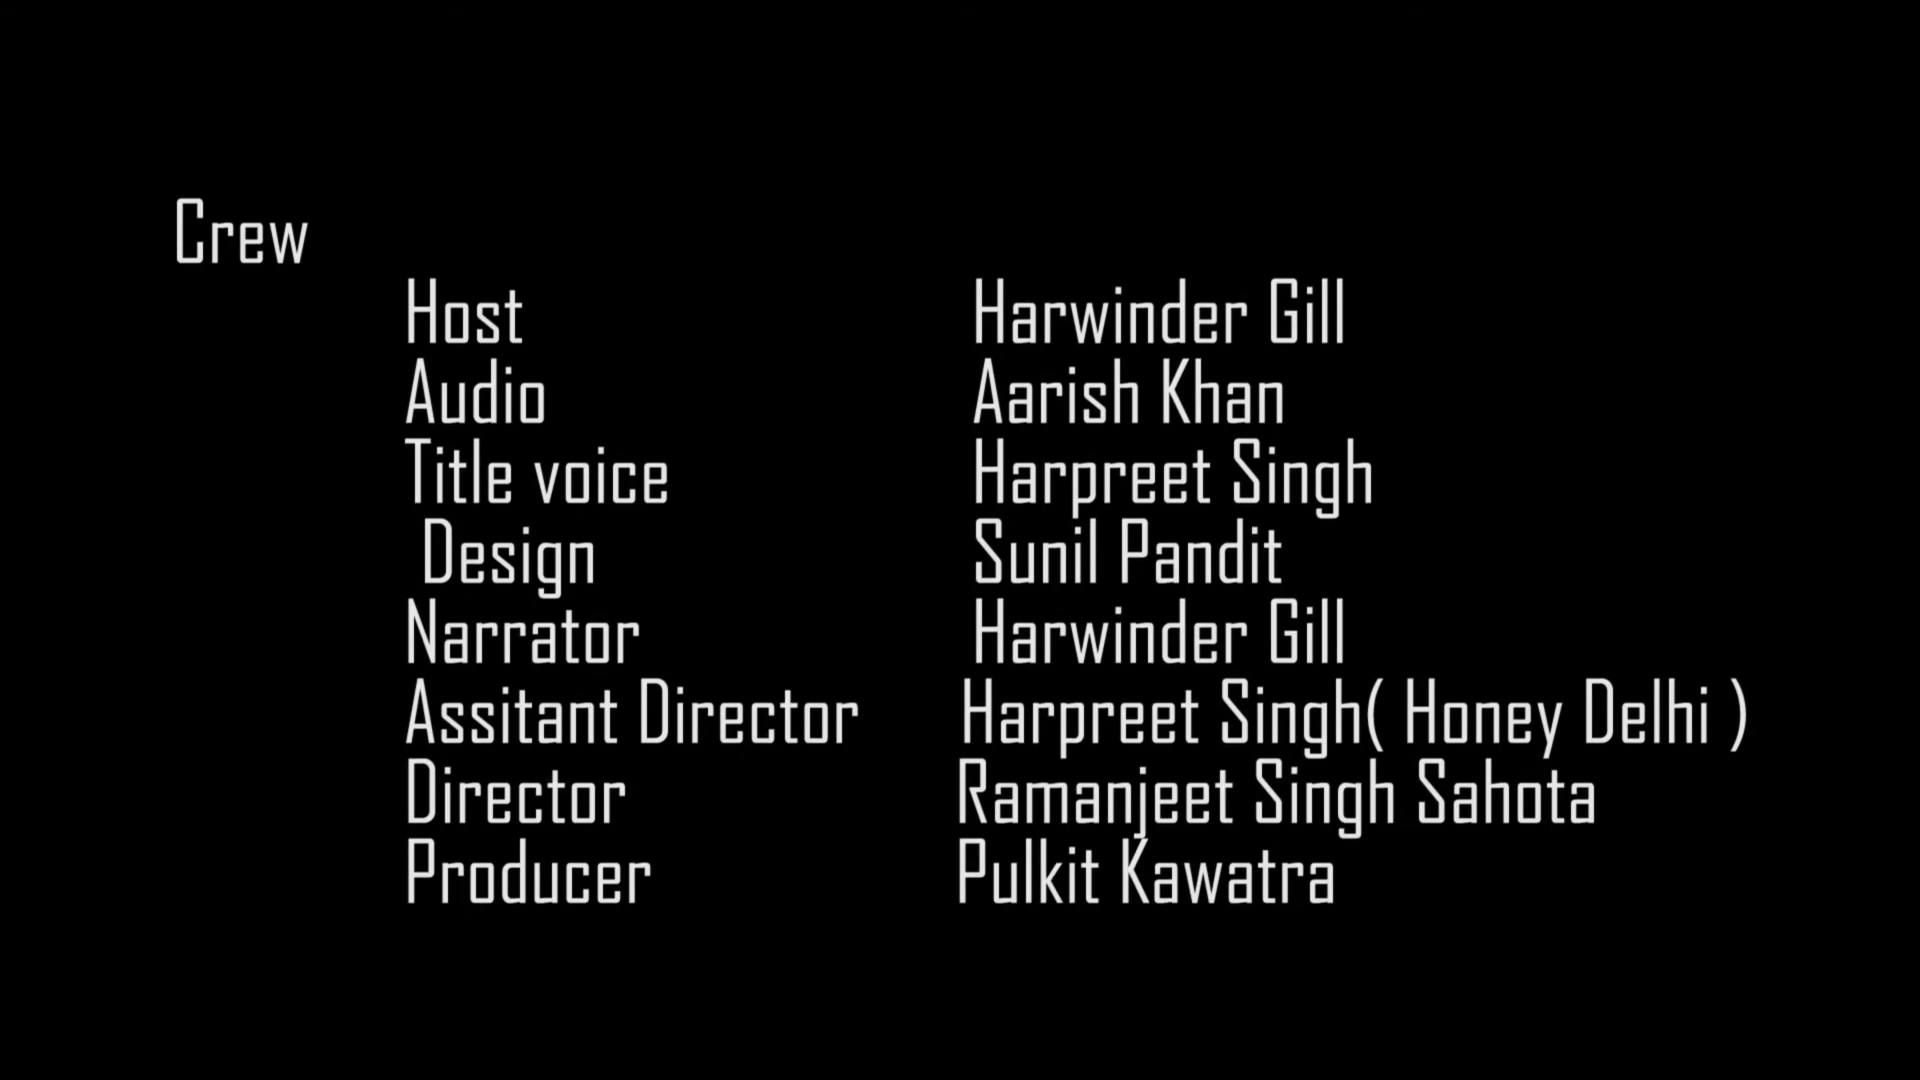 Crew
Host Harwinder Gill
Audio Aarish Khan
Title voice Harpreet Singh
Design Sunil Pandit
Narrator Harwinder Gill
Assitant Director Harpreet Singh( Honey Delhi )
Director Ramanjeet Singh Sahota
Producer Pulkit Kawatra